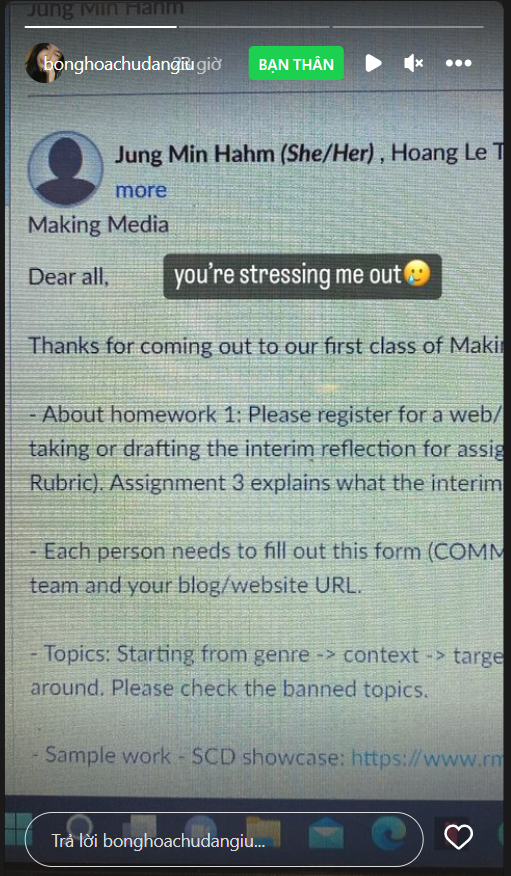 Jung Min Hahm
bonghoachudangiu 23 giờ BẠN THÂN
Jung Min Hahm (She/Her) , Hoang Le T
more
Making Media
Dear all,
you're stressing me out🥲
Thanks for coming out to our first class of Makin
- About homework 1: Please register for a web/
taking or drafting the interim reflection for assig
Rubric). Assignment 3 explains what the interim
- Each person needs to fill out this form (COMM
team and your blog/website URL.
- Topics: Starting from genre -> context -> targe
around. Please check the banned topics.
- Sample work - SCD showcase: https://www.rm
Trả lời bonghoachudangiu...